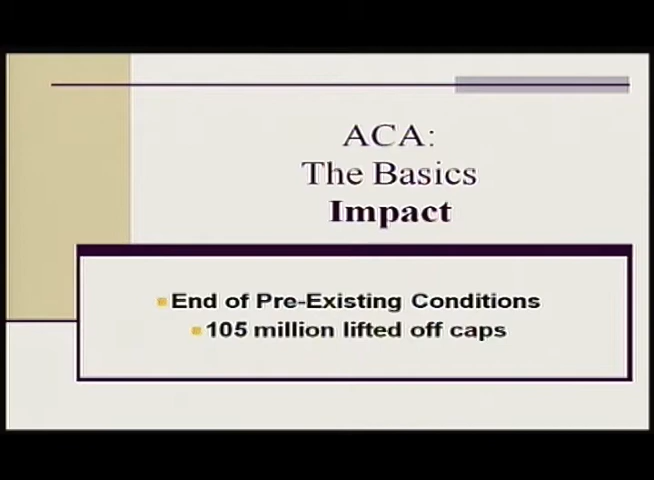 ACA:
The Basics
Impact
End of Pre-Existing Conditions
105 million lifted off caps